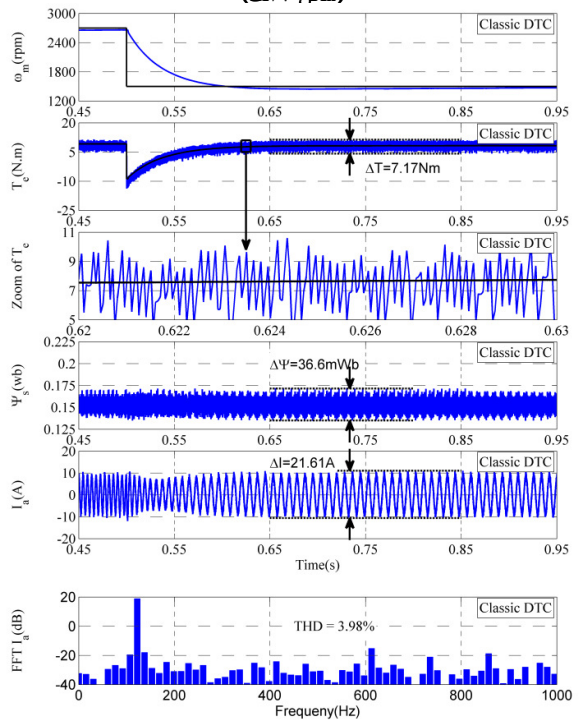 Classic DTC
ω_m (rpm)
3000
2400
1800
1200
0.45 0.55 0.65 0.75 0.85 0.95
Classic DTC
T_e(N.m)
20
5
-10
-25
ΔT=7.17Nm
0.45 0.55 0.65 0.75 0.85 0.95
Classic DTC
Zoom of T_e
11
9
7
5
0.62 0.622 0.624 0.626 0.628 0.63
Classic DTC
Ψ_s (wb)
0.225
0.2
0.175
0.15
0.125
ΔΨ=36.6mWb
0.45 0.55 0.65 0.75 0.85 0.95
Classic DTC
I_a(A)
20
10
0
-10
-20
ΔI=21.61A
0.45 0.55 0.65 0.75 0.85 0.95
Time(s)
Classic DTC
FFT I_a(dB)
20
0
-20
-40
THD = 3.98%
0 200 400 600 800 1000
Frequeny(Hz)